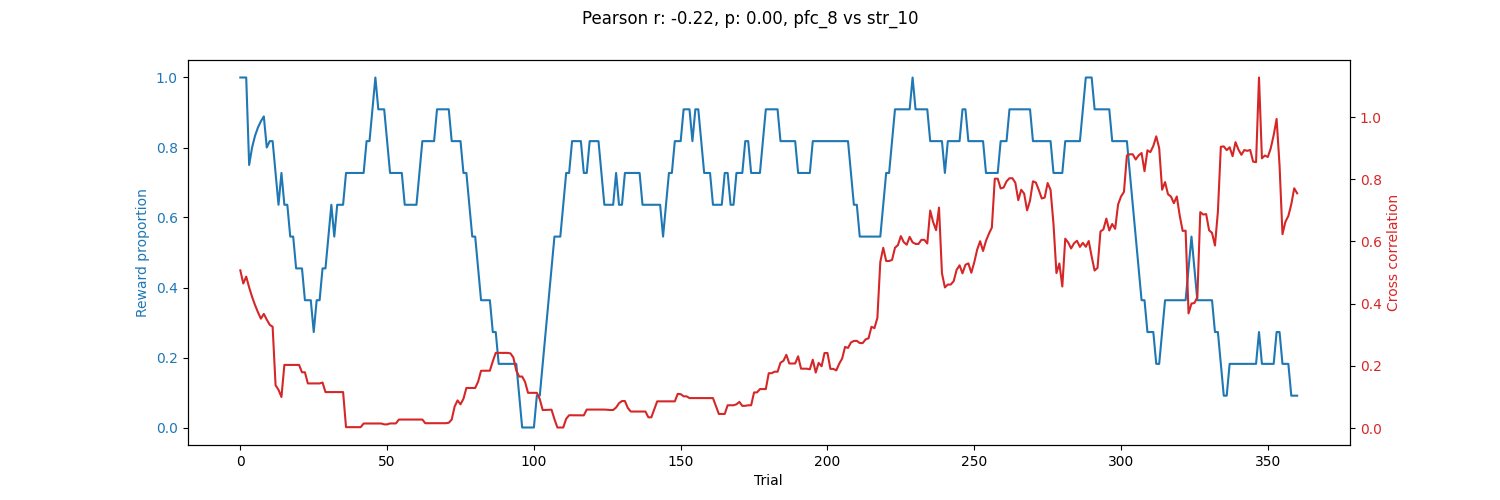 Pearson r: -0.22, p: 0.00, pfc_8 vs str_10
1.0
0.8
0.6
0.4
0.2
0.0
Reward proportion
1.0
0.8
0.6
0.4
0.2
0.0
Cross correlation
0 50 100 150 200 250 300 350
Trial